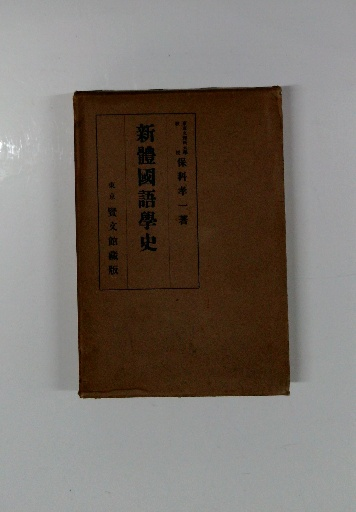 保科孝一著
新體國語學史
東京 賢文館藏版